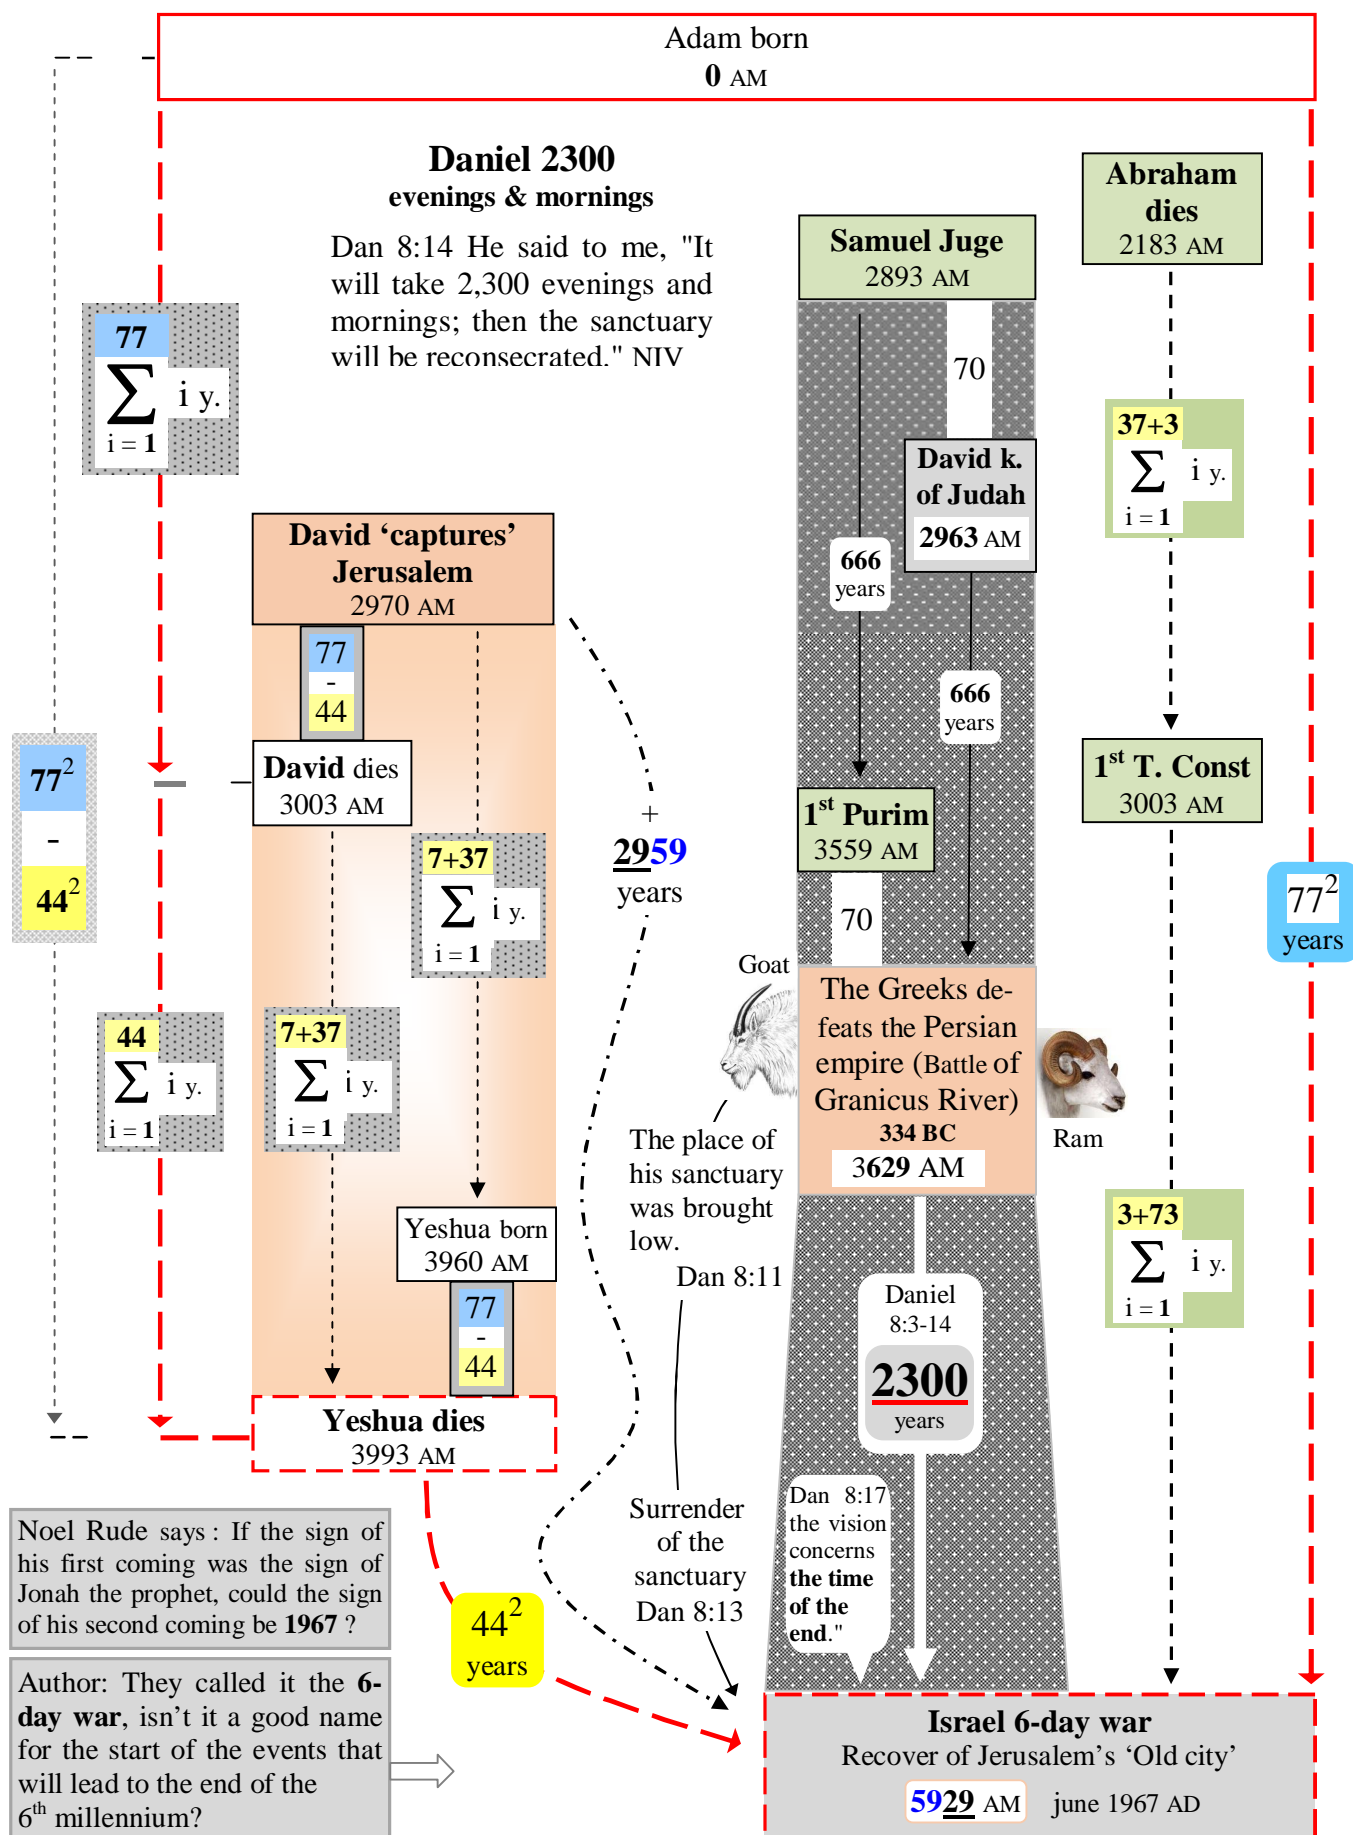 Adam born
0 AM
Daniel 2300
evenings & mornings
Dan 8:14 He said to me, "It
will take 2,300 evenings and
mornings; then the sanctuary
will be reconsecrated." NIV
Samuel Juge
2893 AM
Abraham
dies
2183 AM
77
∑ i y.
i = 1
70
37+3
∑ i y.
i = 1
David k.
of Judah
2963 AM
David ‘captures’
Jerusalem
2970 AM
666
years
77
-
44
666
years
77²
-
44²
David dies
3003 AM
1st T. Const
3003 AM
1st Purim
3559 AM
+
2959
years
7+37
∑ i y.
i = 1
77²
years
70
Goat
The Greeks de-
feats the Persian
empire (Battle of
Granicus River)
334 BC
3629 AM
Ram
44
∑ i y.
i = 1
7+37
∑ i y.
i = 1
The place of
his sanctuary
was brought
low.
Dan 8:11
Yeshua born
3960 AM
3+73
∑ i y.
i = 1
77
-
44
Daniel
8:3-14
2300
years
Yeshua dies
3993 AM
Surrender
of the
sanctuary
Dan 8:13
Dan 8:17
the vision
concerns
the time
of the
end."
Noel Rude says : If the sign of
his first coming was the sign of
Jonah the prophet, could the sign
of his second coming be 1967 ?
44²
years
Author: They called it the 6-
day war, isn’t it a good name
for the start of the events that
will lead to the end of the
6th millennium?
Israel 6-day war
Recover of Jerusalem’s ‘Old city’
5929 AM june 1967 AD